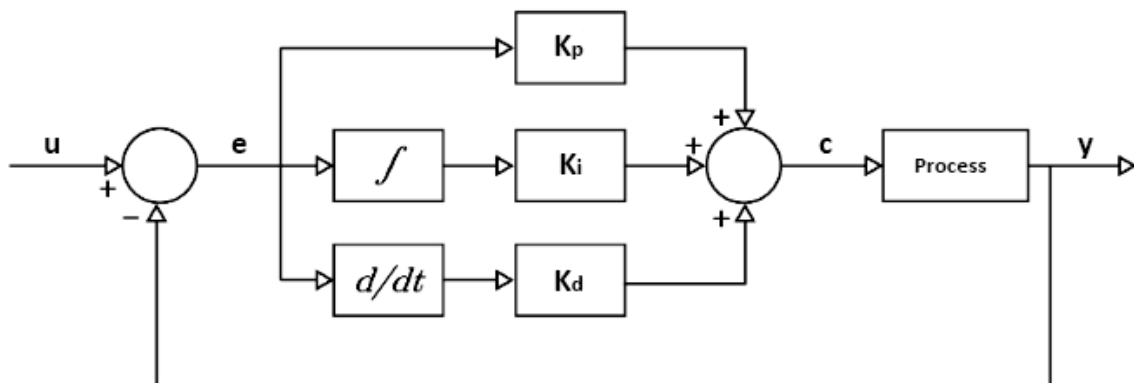 Kp
+
u
e
∫
Ki
+
c
Process
y
+
−
+
d/dt
Kd